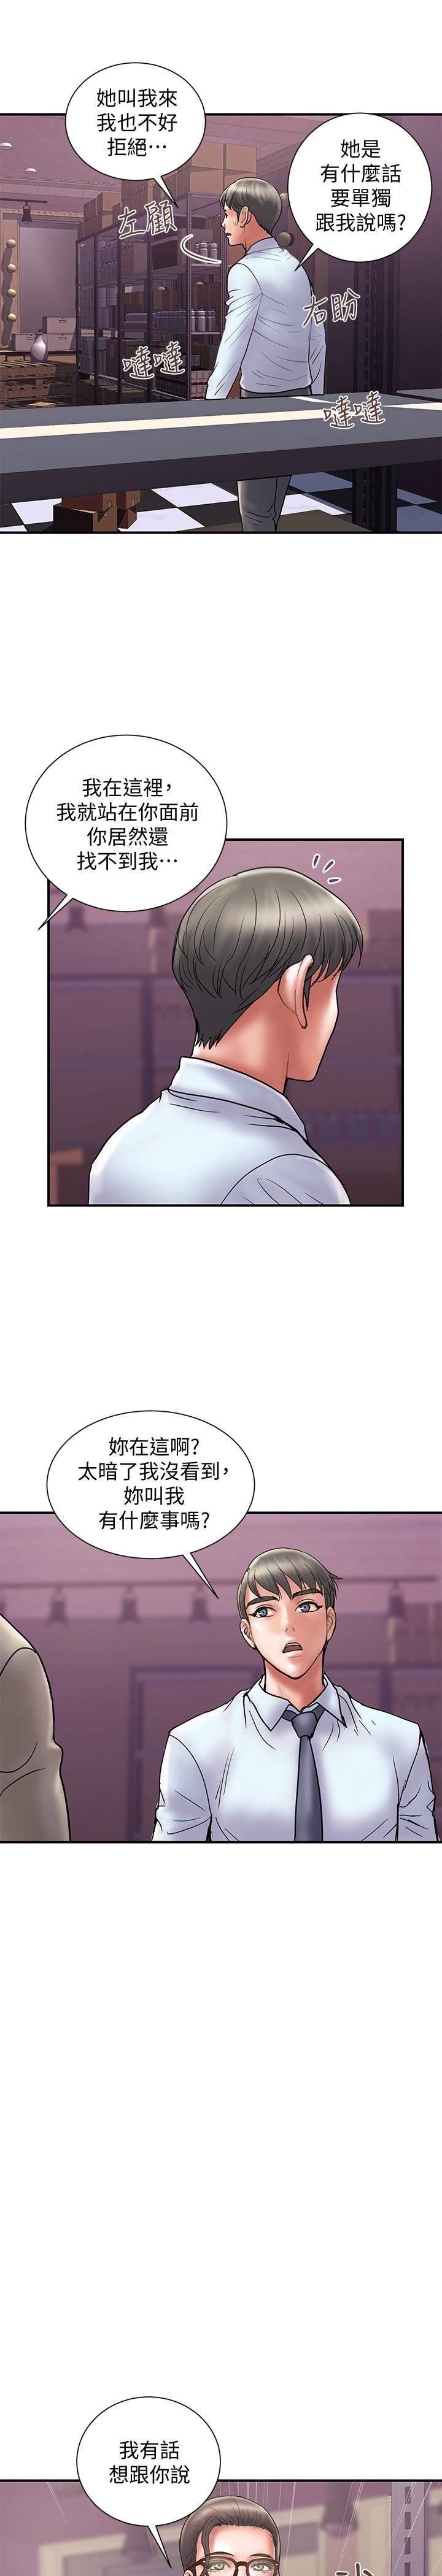 她叫我來
我也不好
拒絕…
她是
有什麼話
要單獨
跟我說嗎?
左顧
右盼
噠噠
噠噠
我在這裡,
我就站在你面前
你居然還
找不到我…
妳在這啊?
太暗了我沒看到,
妳叫我
有什麼事嗎?
我有話
想跟你說